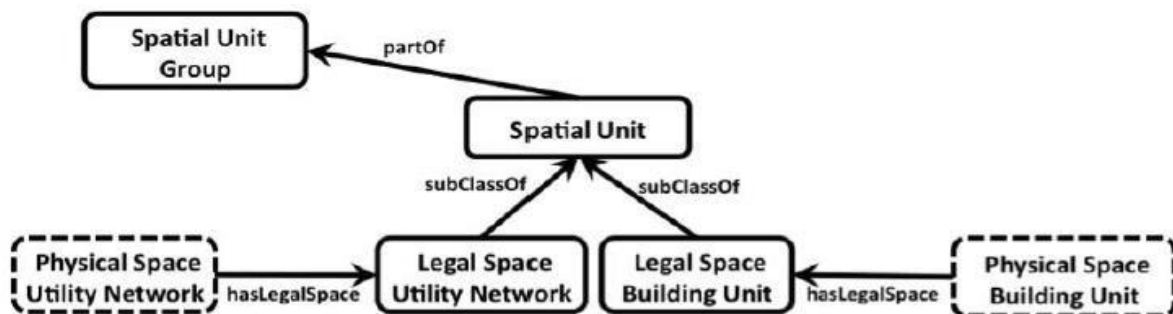 Spatial Unit
Group
partOf
Spatial Unit
subClassOf
subClassOf
Physical Space
Utility Network
hasLegalSpace
Legal Space
Utility Network
Legal Space
Building Unit
hasLegalSpace
Physical Space
Building Unit